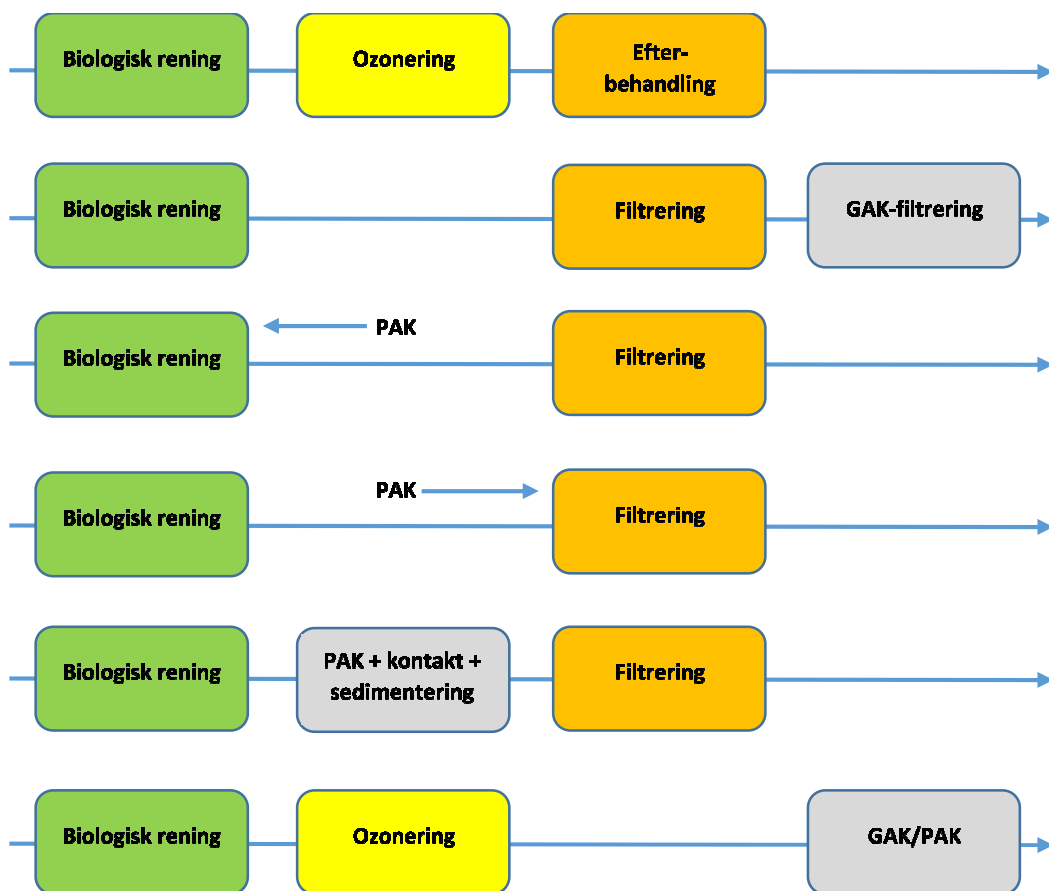 Biologisk rening
Ozonering
Efter-
behandling
Biologisk rening
Filtrering
GAK-filtrering
PAK
Biologisk rening
Filtrering
PAK
Biologisk rening
Filtrering
Biologisk rening
PAK + kontakt +
sedimentering
Filtrering
Biologisk rening
Ozonering
GAK/PAK